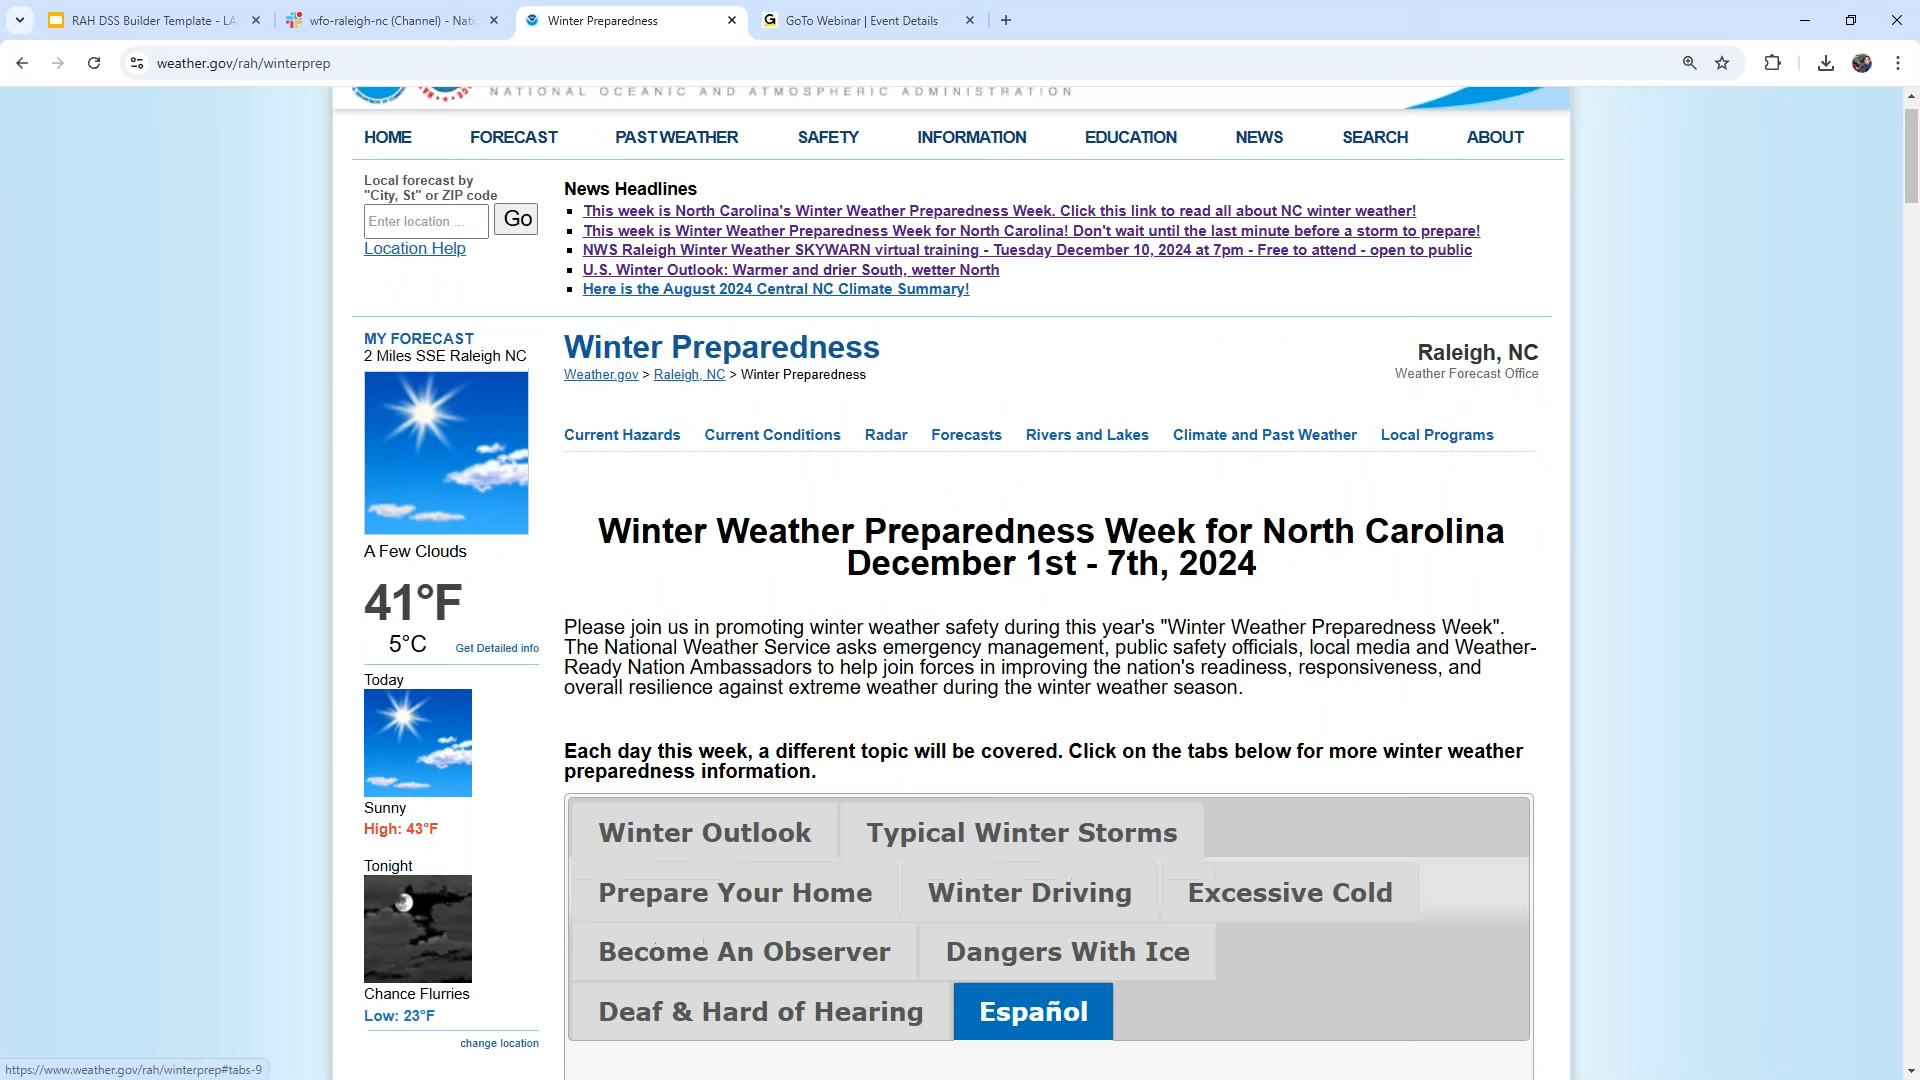 RAH DSS Builder Template - LA
wfo-raleigh-nc (Channel) - Natio
Winter Preparedness
GoTo Webinar | Event Details
weather.gov/rah/winterprep
NATIONAL OCEANIC AND ATMOSPHERIC ADMINISTRATION
HOME FORECAST PAST WEATHER SAFETY INFORMATION EDUCATION NEWS SEARCH ABOUT
Local forecast by
"City, St" or ZIP code
Enter location ...
Go
Location Help
News Headlines
This week is North Carolina's Winter Weather Preparedness Week. Click this link to read all about NC winter weather!
This week is Winter Weather Preparedness Week for North Carolina! Don't wait until the last minute before a storm to prepare!
NWS Raleigh Winter Weather SKYWARN virtual training - Tuesday December 10, 2024 at 7pm - Free to attend - open to public
U.S. Winter Outlook: Warmer and drier South, wetter North
Here is the August 2024 Central NC Climate Summary!
MY FORECAST
2 Miles SSE Raleigh NC
A Few Clouds
41°F
5°C
Get Detailed info
Today
Sunny
High: 43°F
Tonight
Chance Flurries
Low: 23°F
change location
Winter Preparedness
Weather.gov > Raleigh, NC > Winter Preparedness
Raleigh, NC
Weather Forecast Office
Current Hazards Current Conditions Radar Forecasts Rivers and Lakes Climate and Past Weather Local Programs
Winter Weather Preparedness Week for North Carolina
December 1st - 7th, 2024
Please join us in promoting winter weather safety during this year's "Winter Weather Preparedness Week".
The National Weather Service asks emergency management, public safety officials, local media and Weather-
Ready Nation Ambassadors to help join forces in improving the nation's readiness, responsiveness, and
overall resilience against extreme weather during the winter weather season.
Each day this week, a different topic will be covered. Click on the tabs below for more winter weather
preparedness information.
Winter Outlook Typical Winter Storms
Prepare Your Home Winter Driving Excessive Cold
Become An Observer Dangers With Ice
Deaf & Hard of Hearing Español
https://www.weather.gov/rah/winterprep#tabs-9